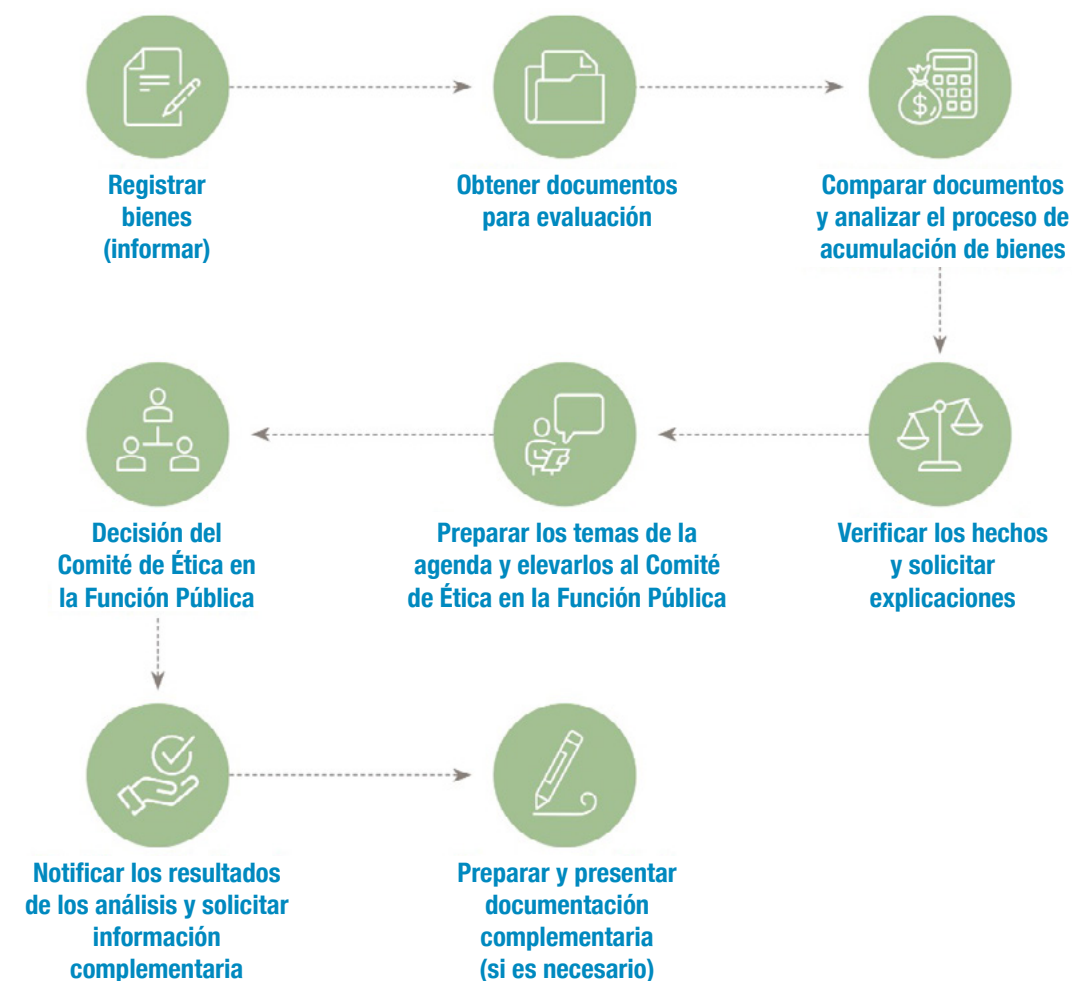 Registrar
bienes
(informar)
Obtener documentos
para evaluación
Comparar documentos
y analizar el proceso de
acumulación de bienes
Verificar los hechos
y solicitar
explicaciones
Preparar los temas de la
agenda y elevarlos al Comité
de Ética en la Función Pública
Decisión del
Comité de Ética en
la Función Pública
Notificar los resultados
de los análisis y solicitar
información
complementaria
Preparar y presentar
documentación
complementaria
(si es necesario)